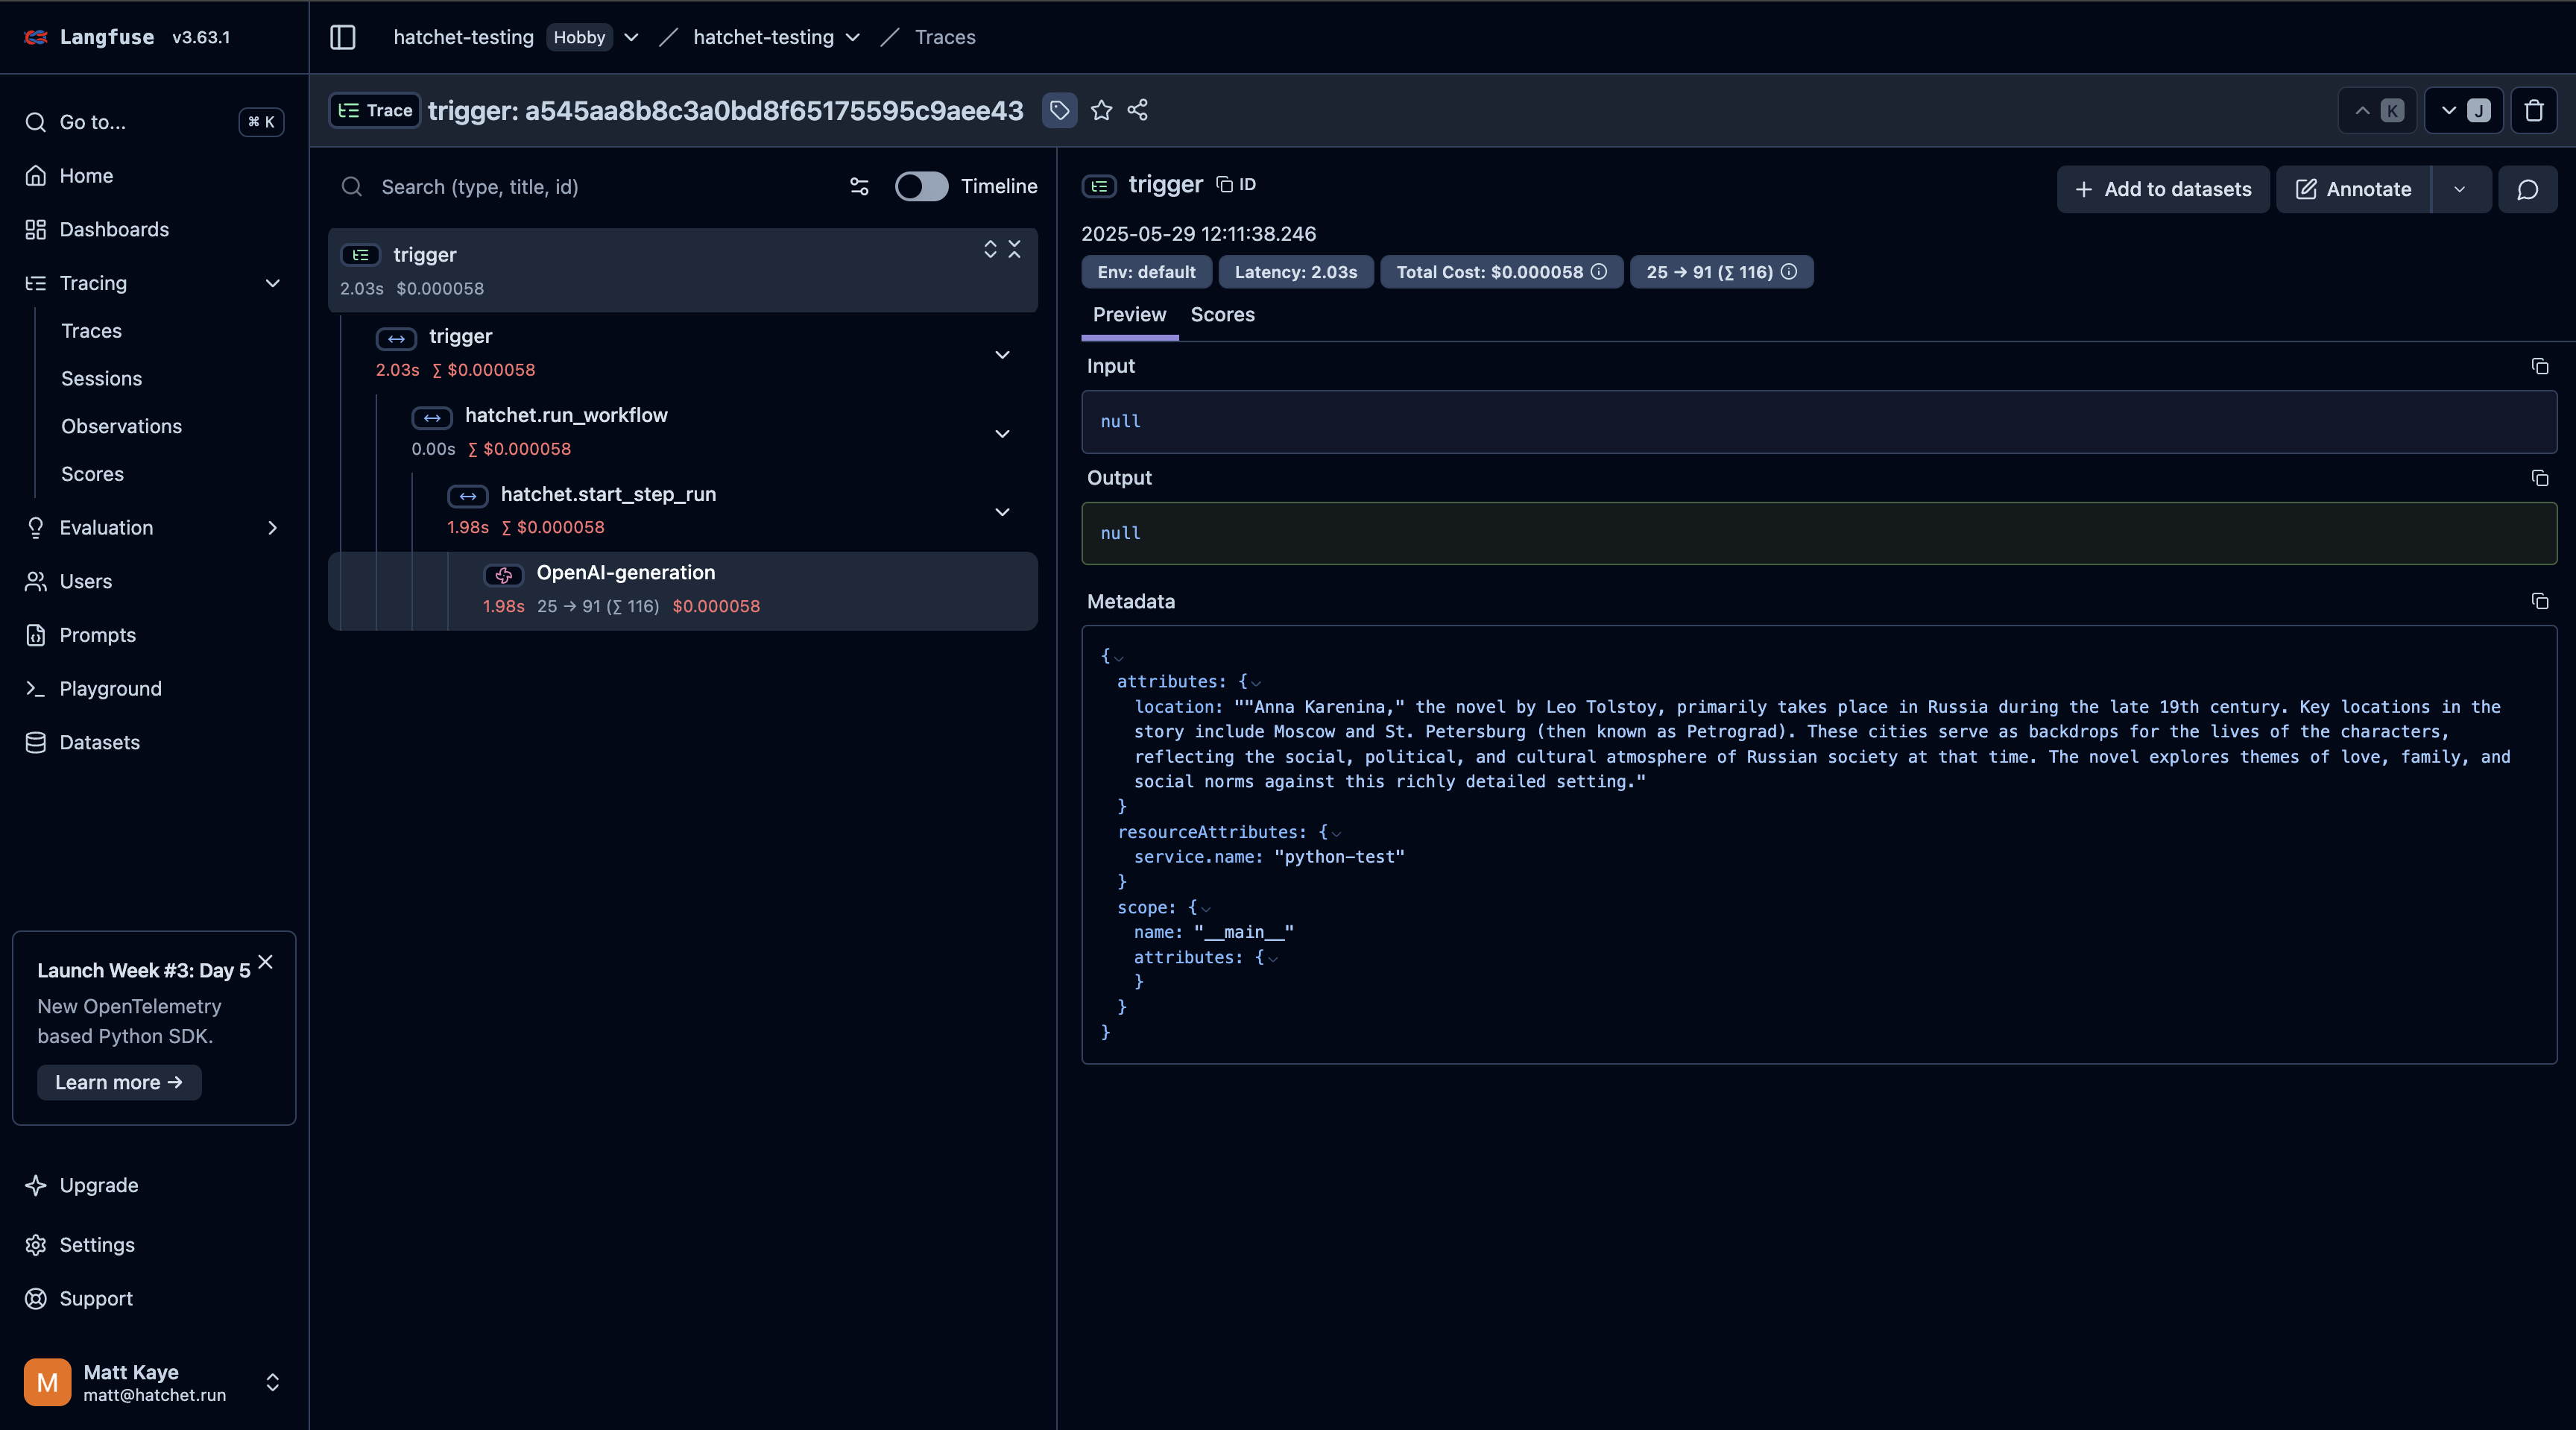 Langfuse v3.63.1
hatchet-testing Hobby / hatchet-testing / Traces
Go to... ⌘ K
Home
Dashboards
Tracing
Traces
Sessions
Observations
Scores
Evaluation
Users
Prompts
Playground
Datasets
Launch Week #3: Day 5
New OpenTelemetry
based Python SDK.
Learn more →
Upgrade
Settings
Support
M
Matt Kaye
matt@hatchet.run
Trace trigger: a545aa8b8c3a0bd8f65175595c9aee43
K J
Search (type, title, id) Timeline
trigger
2.03s $0.000058
trigger
2.03s ∑ $0.000058
hatchet.run_workflow
0.00s ∑ $0.000058
hatchet.start_step_run
1.98s ∑ $0.000058
OpenAI-generation
1.98s 25 → 91 (∑ 116) $0.000058
trigger ID
Add to datasets Annotate
2025-05-29 12:11:38.246
Env: default Latency: 2.03s Total Cost: $0.000058 25 → 91 (∑ 116)
Preview Scores
Input
null
Output
null
Metadata
{
attributes: {
location: ""Anna Karenina," the novel by Leo Tolstoy, primarily takes place in Russia during the late 19th century. Key locations in the
story include Moscow and St. Petersburg (then known as Petrograd). These cities serve as backdrops for the lives of the characters,
reflecting the social, political, and cultural atmosphere of Russian society at that time. The novel explores themes of love, family, and
social norms against this richly detailed setting."
}
resourceAttributes: {
service.name: "python-test"
}
scope: {
name: "__main__"
attributes: {
}
}
}